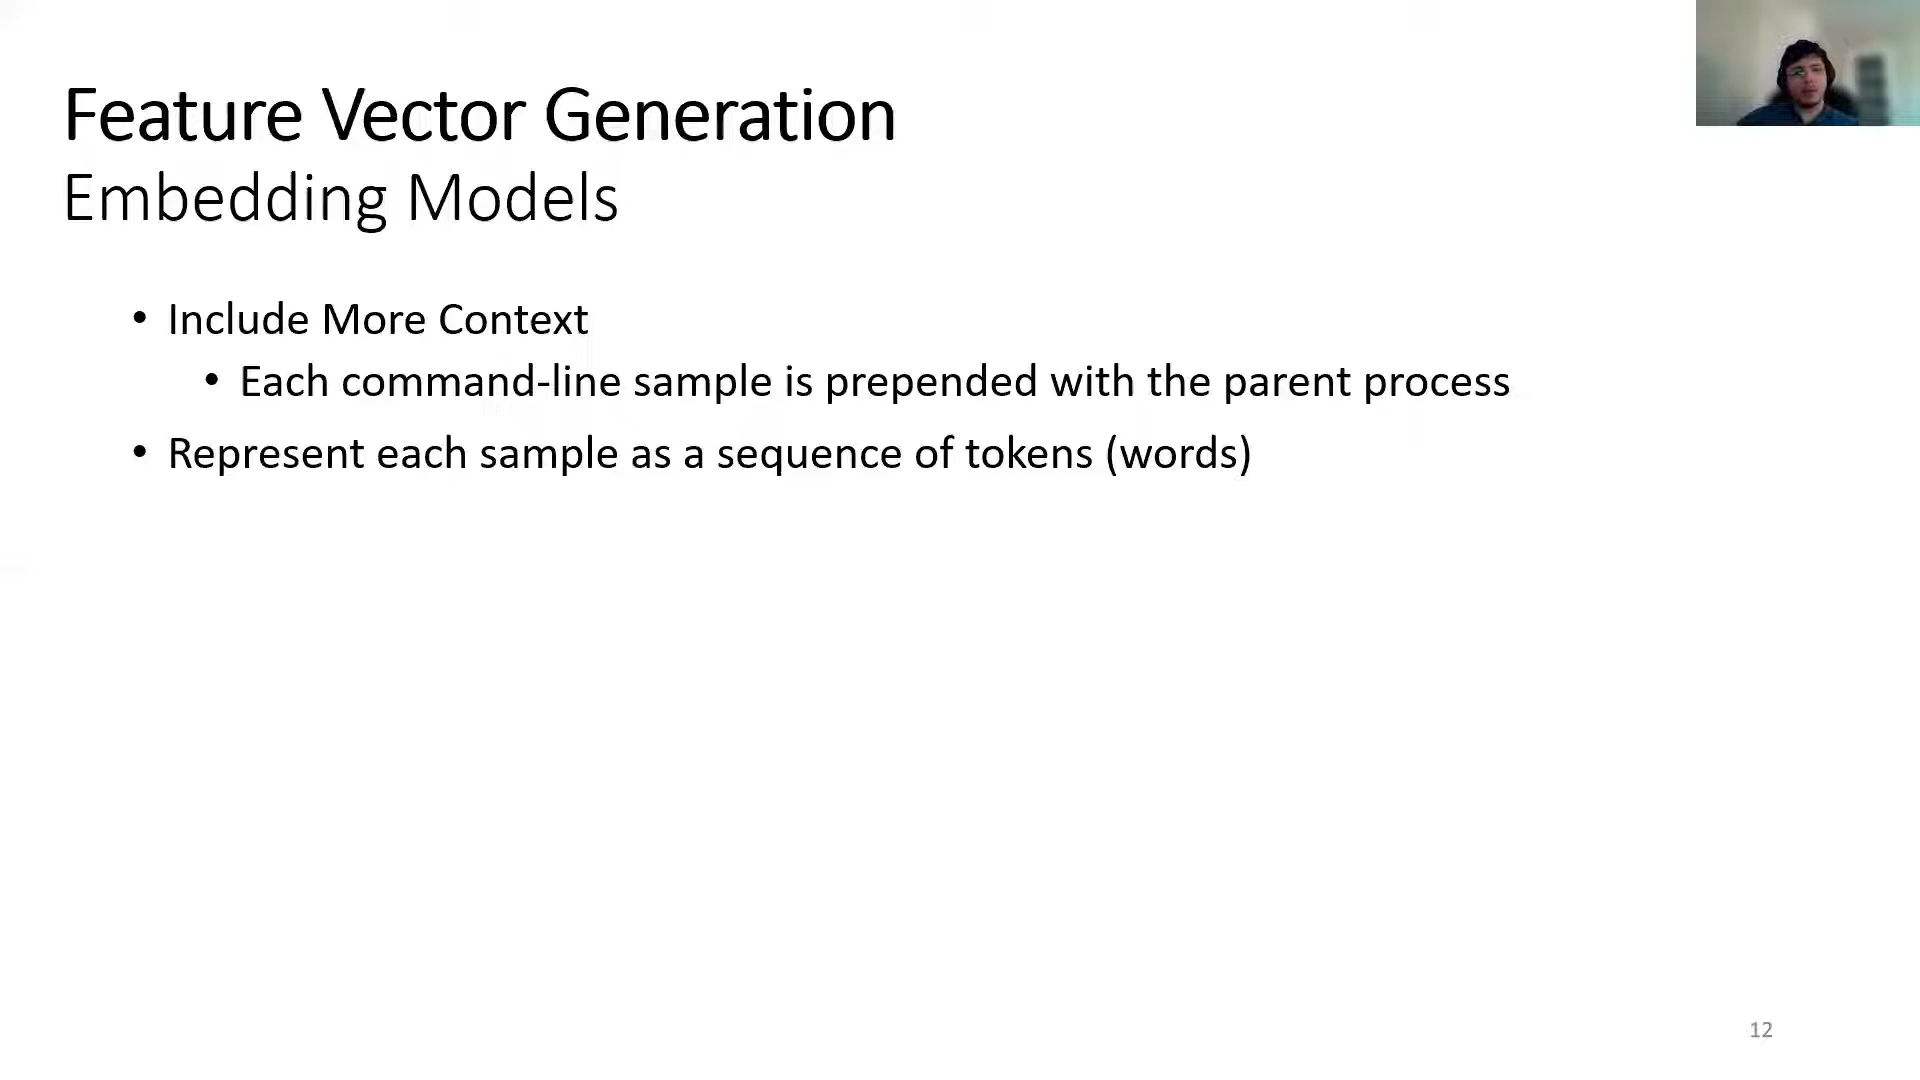 Feature Vector Generation
Embedding Models
• Include More Context
• Each command-line sample is prepended with the parent process
• Represent each sample as a sequence of tokens (words)
12